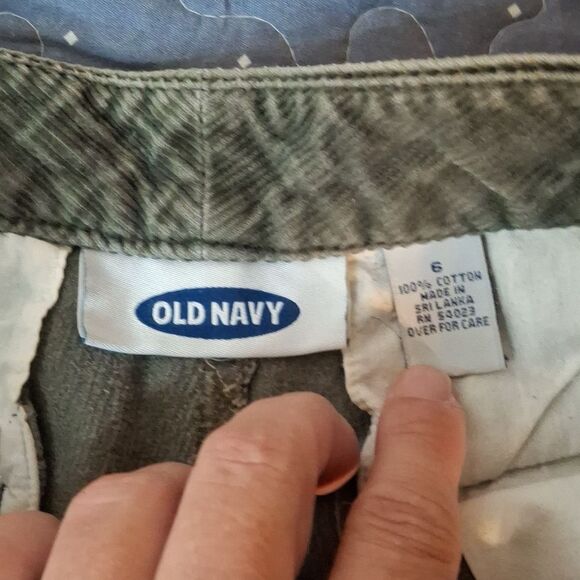 OLD NAVY
6
100% COTTON
MADE IN
SRI LANKA
RN 54023
OVER FOR CARE